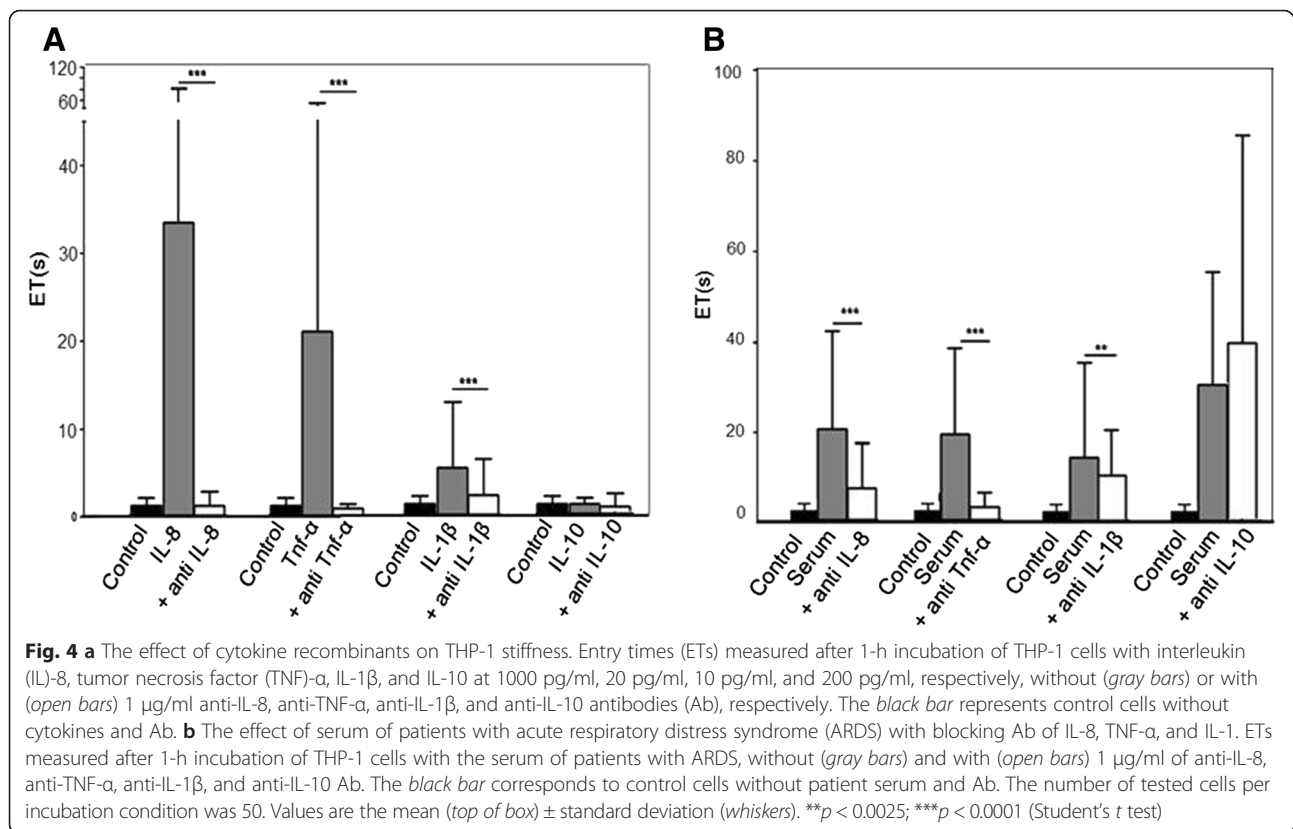 A
B
120
60
40
30
20
10
0
ET(s)
***
***
***
Control
IL-8
+ anti IL-8
Control
Tnf-α
+ anti Tnf-α
Control
IL-1β
+ anti IL-1β
Control
IL-10
+ anti IL-10
100
80
60
40
20
0
ET(s)
***
***
**
Control
Serum
+ anti IL-8
Control
Serum
+ anti Tnf-α
Control
Serum
+ anti IL-1β
Control
Serum
+ anti IL-10
Fig. 4 a The effect of cytokine recombinants on THP-1 stiffness. Entry times (ETs) measured after 1-h incubation of THP-1 cells with interleukin
(IL)-8, tumor necrosis factor (TNF)-α, IL-1β, and IL-10 at 1000 pg/ml, 20 pg/ml, 10 pg/ml, and 200 pg/ml, respectively, without (gray bars) or with
(open bars) 1 μg/ml anti-IL-8, anti-TNF-α, anti-IL-1β, and anti-IL-10 antibodies (Ab), respectively. The black bar represents control cells without
cytokines and Ab. b The effect of serum of patients with acute respiratory distress syndrome (ARDS) with blocking Ab of IL-8, TNF-α, and IL-1. ETs
measured after 1-h incubation of THP-1 cells with the serum of patients with ARDS, without (gray bars) and with (open bars) 1 μg/ml of anti-IL-8,
anti-TNF-α, anti-IL-1β, and anti-IL-10 Ab. The black bar corresponds to control cells without patient serum and Ab. The number of tested cells per
incubation condition was 50. Values are the mean (top of box) ± standard deviation (whiskers). **p < 0.0025; ***p < 0.0001 (Student's t test)